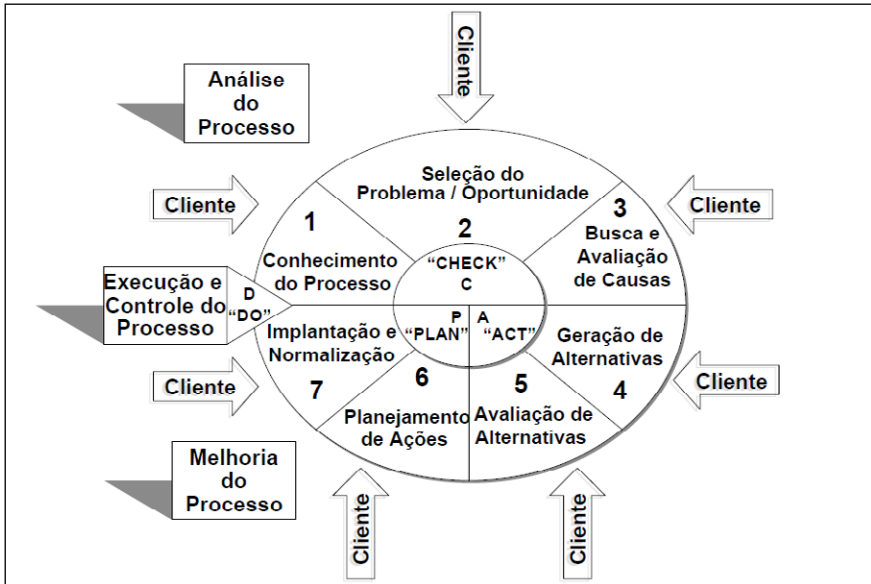 Cliente
Análise
do
Processo
Seleção do
Problema / Oportunidade
2
Cliente
1
Conhecimento
do Processo
"CHECK"
C
3
Busca e
Avaliação
de Causas
Cliente
Execução e
Controle do
Processo
D
"DO"
Implantação e
Normalização
7
P
"PLAN"
A
"ACT"
Geração de
Alternativas
4
Cliente
Cliente
6
Planejamento
de Ações
5
Avaliação de
Alternativas
Melhoria
do
Processo
Cliente
Cliente